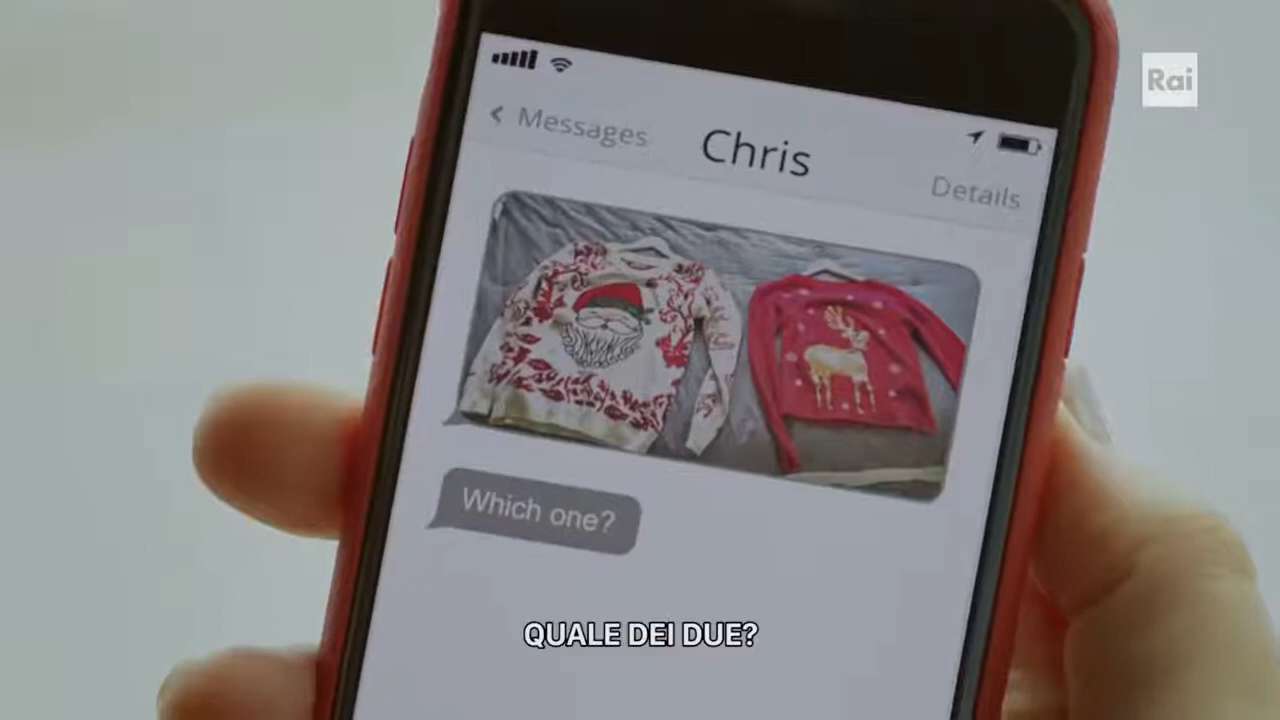 Rai
Messages
Chris
Details
Which one?
QUALE DEI DUE?